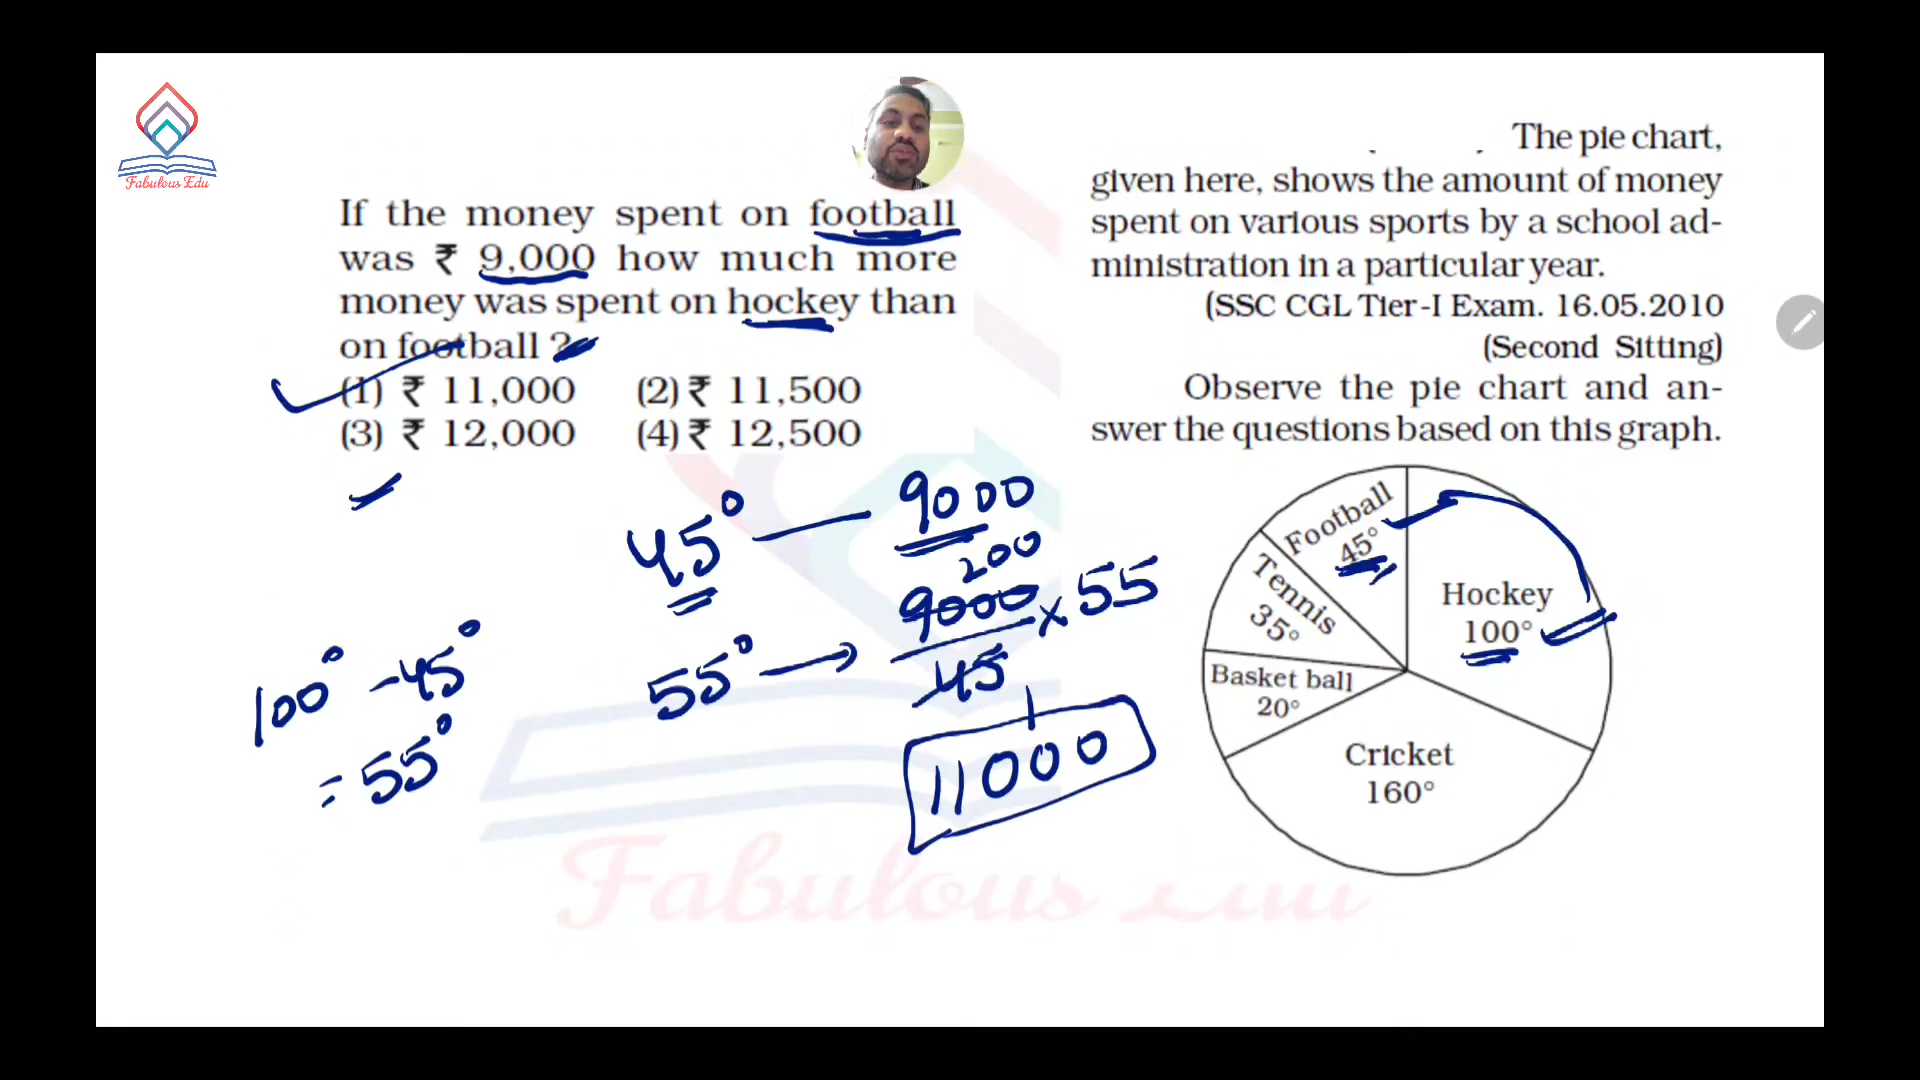 Fabulous Edu
If the money spent on football
was ₹ 9,000 how much more
money was spent on hockey than
on football ?
(1) ₹ 11,000 (2) ₹ 11,500
(3) ₹ 12,000 (4) ₹ 12,500
The pie chart,
given here, shows the amount of money
spent on various sports by a school ad-
ministration in a particular year.
(SSC CGL Tier-I Exam. 16.05.2010
(Second Sitting)
Observe the pie chart and an-
swer the questions based on this graph.
Football
45°
Tennis
35°
Basket ball
20°
Hockey
100°
Cricket
160°
45° — 9000
200
55° → 9000 × 55
45
1
11000
100° - 45°
= 55°
Fabulous Edu